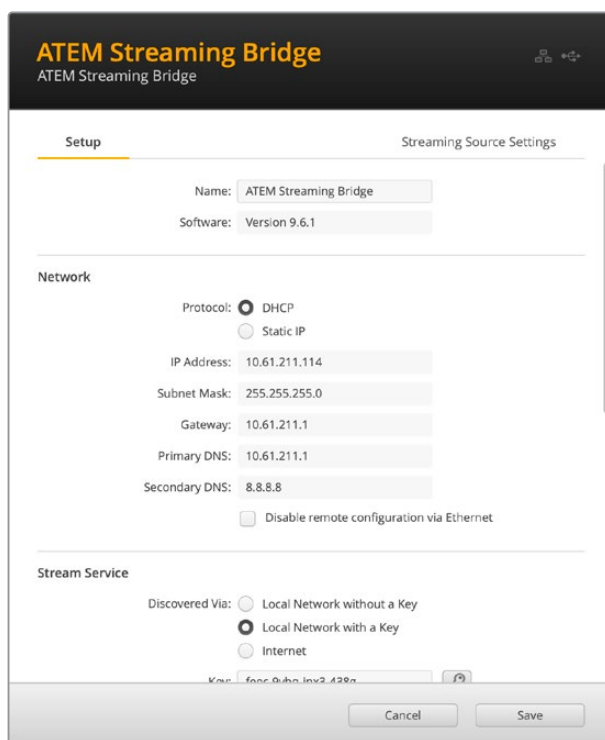 ATEM Streaming Bridge
ATEM Streaming Bridge
Setup Streaming Source Settings
Name: ATEM Streaming Bridge
Software: Version 9.6.1
Network
Protocol: DHCP
Static IP
IP Address: 10.61.211.114
Subnet Mask: 255.255.255.0
Gateway: 10.61.211.1
Primary DNS: 10.61.211.1
Secondary DNS: 8.8.8.8
Disable remote configuration via Ethernet
Stream Service
Discovered Via: Local Network without a Key
Local Network with a Key
Internet
Key:
Cancel Save